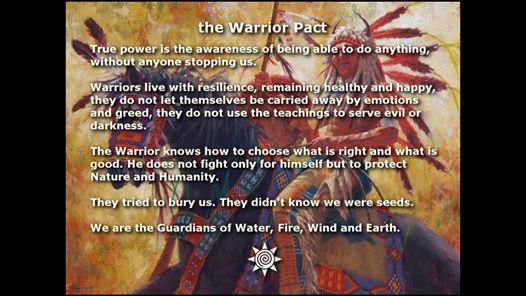 the Warrior Pact
True power is the awareness of being able to do anything,
without anyone stopping us.
Warriors live with resilience, remaining healthy and happy,
they do not let themselves be carried away by emotions
and greed, they do not use the teachings to serve evil or
darkness.
The Warrior knows how to choose what is right and what is
good. He does not fight only for himself but to protect
Nature and Humanity.
They tried to bury us. They didn't know we were seeds.
We are the Guardians of Water, Fire, Wind and Earth.